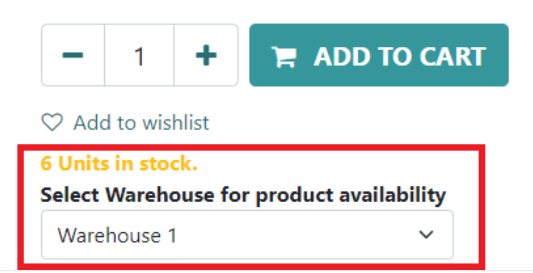 1
ADD TO CART
Add to wishlist
6 Units in stock.
Select Warehouse for product availability
Warehouse 1